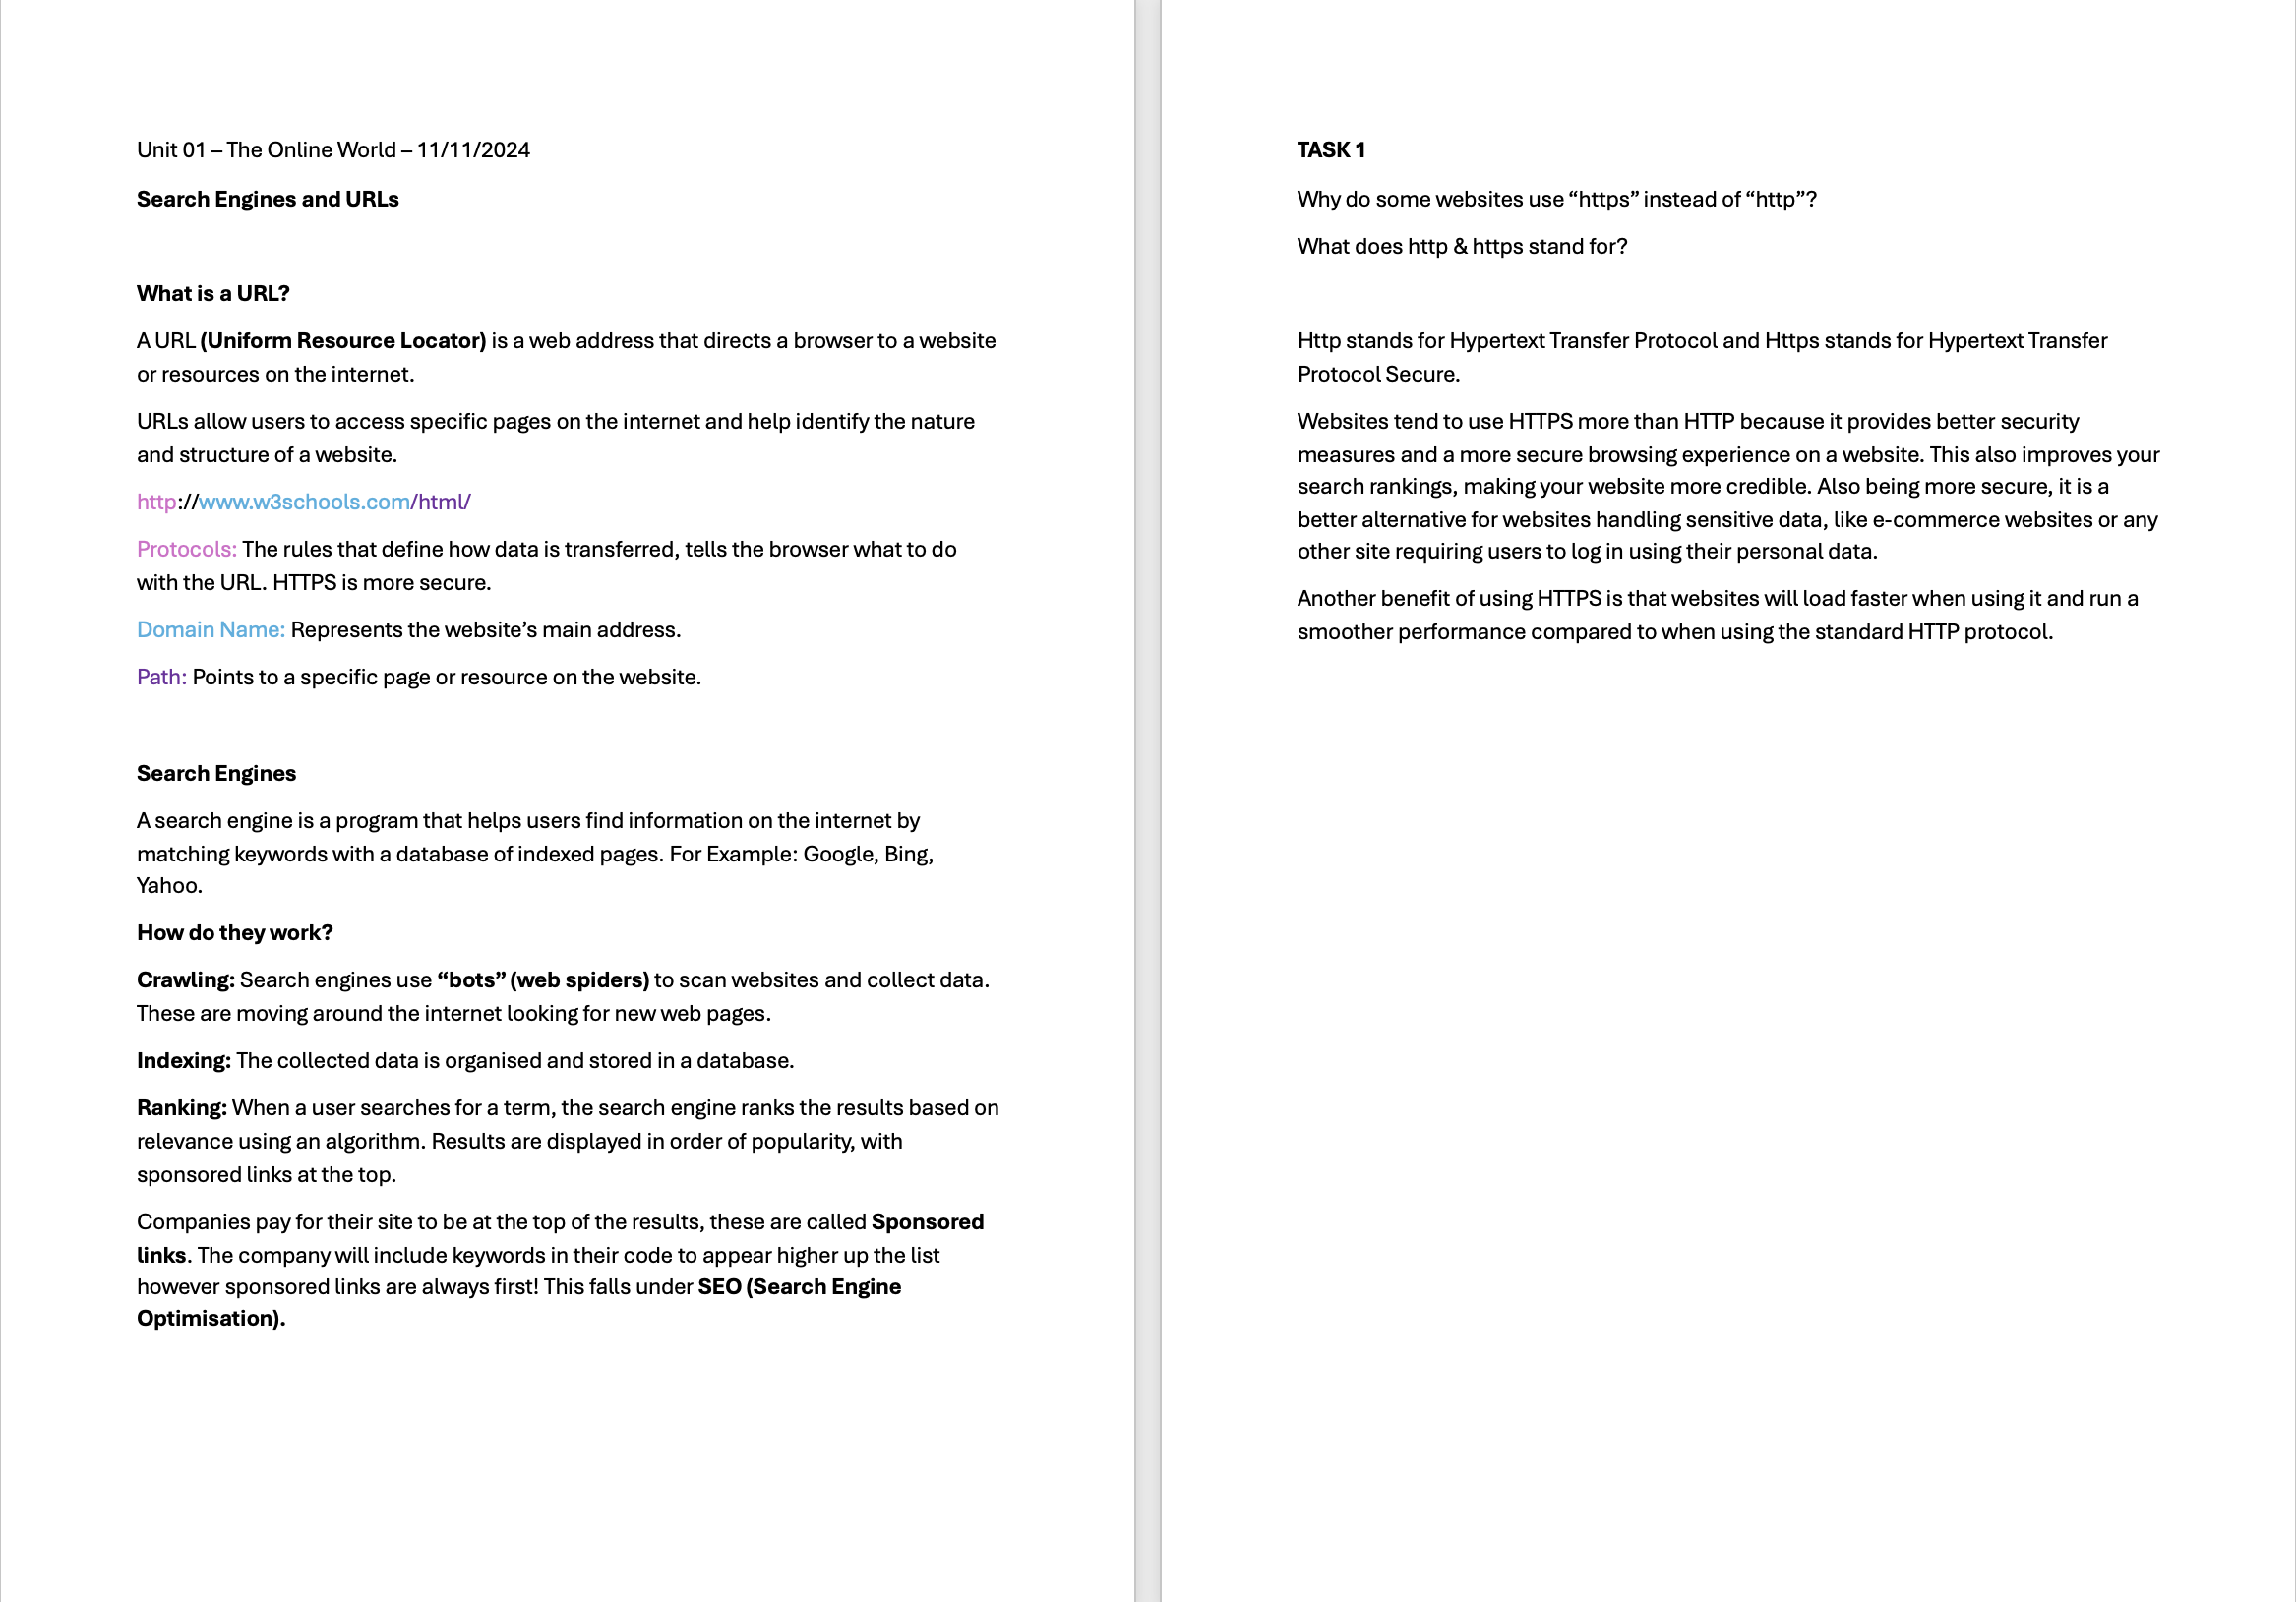 Unit 01 – The Online World – 11/11/2024
Search Engines and URLs
What is a URL?
A URL (Uniform Resource Locator) is a web address that directs a browser to a website
or resources on the internet.
URLs allow users to access specific pages on the internet and help identify the nature
and structure of a website.
http://www.w3schools.com/html/
Protocols: The rules that define how data is transferred, tells the browser what to do
with the URL. HTTPS is more secure.
Domain Name: Represents the website’s main address.
Path: Points to a specific page or resource on the website.
Search Engines
A search engine is a program that helps users find information on the internet by
matching keywords with a database of indexed pages. For Example: Google, Bing,
Yahoo.
How do they work?
Crawling: Search engines use “bots” (web spiders) to scan websites and collect data.
These are moving around the internet looking for new web pages.
Indexing: The collected data is organised and stored in a database.
Ranking: When a user searches for a term, the search engine ranks the results based on
relevance using an algorithm. Results are displayed in order of popularity, with
sponsored links at the top.
Companies pay for their site to be at the top of the results, these are called Sponsored
links. The company will include keywords in their code to appear higher up the list
however sponsored links are always first! This falls under SEO (Search Engine
Optimisation).
TASK 1
Why do some websites use “https” instead of “http”?
What does http & https stand for?
Http stands for Hypertext Transfer Protocol and Https stands for Hypertext Transfer
Protocol Secure.
Websites tend to use HTTPS more than HTTP because it provides better security
measures and a more secure browsing experience on a website. This also improves your
search rankings, making your website more credible. Also being more secure, it is a
better alternative for websites handling sensitive data, like e-commerce websites or any
other site requiring users to log in using their personal data.
Another benefit of using HTTPS is that websites will load faster when using it and run a
smoother performance compared to when using the standard HTTP protocol.